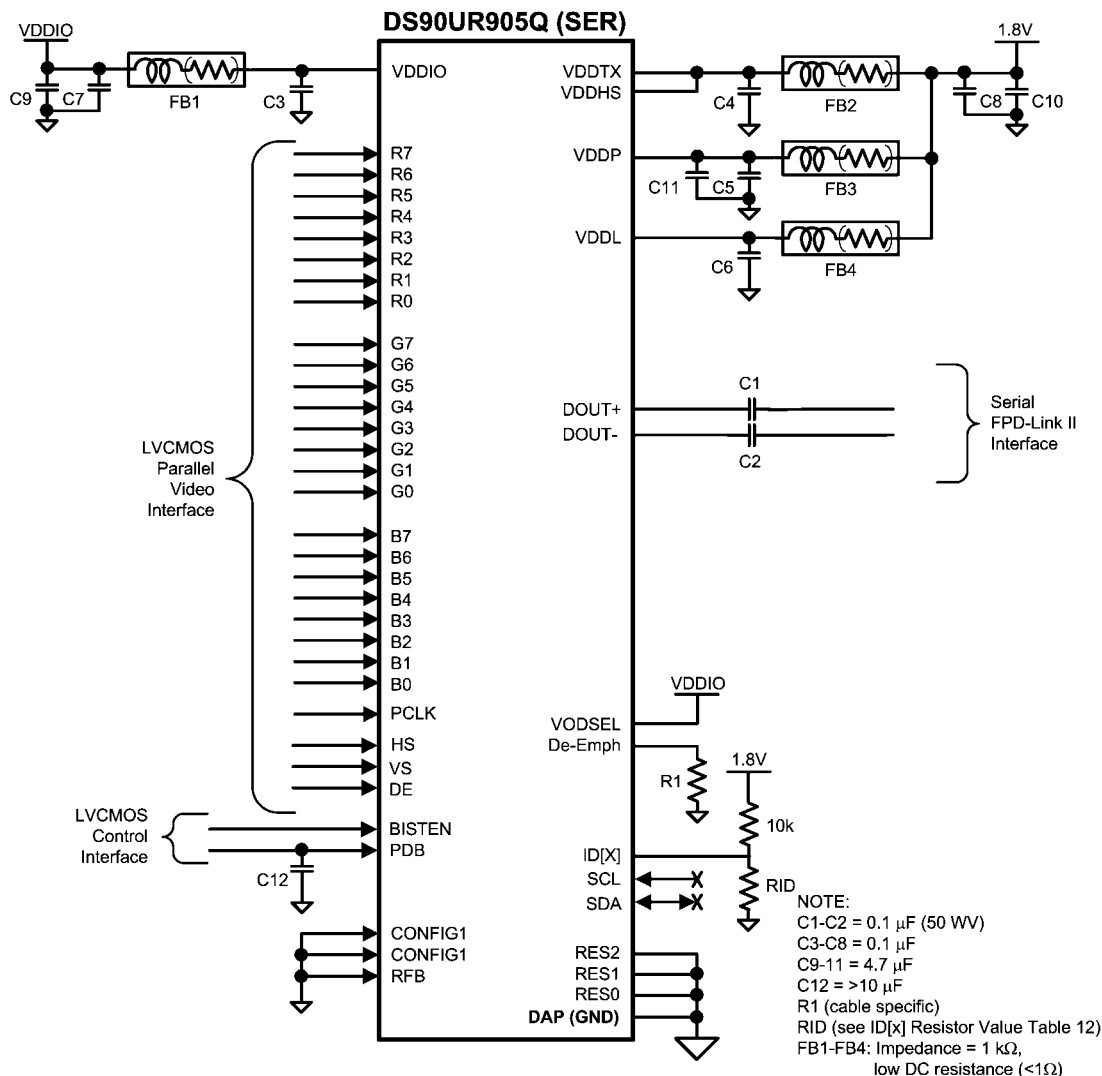 DS90UR905Q (SER)
VDDIO
C9
C7
FB1
C3
VDDIO
VDDTX
VDDHS
C4
FB2
1.8V
C8
C10
VDDP
C11
C5
FB3
VDDL
C6
FB4
R7
R6
R5
R4
R3
R2
R1
R0
G7
G6
G5
G4
G3
G2
G1
G0
LVCMOS
Parallel
Video
Interface
B7
B6
B5
B4
B3
B2
B1
B0
PCLK
HS
VS
DE
DOUT+
DOUT-
C1
C2
Serial
FPD-Link II
Interface
LVCMOS
Control
Interface
BISTEN
PDB
C12
CONFIG1
CONFIG1
RFB
VDDIO
VODSEL
De-Emph
R1
1.8V
10k
ID[X]
RID
SCL
SDA
RES2
RES1
RES0
DAP (GND)
NOTE:
C1-C2 = 0.1 µF (50 WV)
C3-C8 = 0.1 µF
C9-11 = 4.7 µF
C12 = >10 µF
R1 (cable specific)
RID (see ID[x] Resistor Value Table 12)
FB1-FB4: Impedance = 1 kΩ,
low DC resistance (<1Ω)